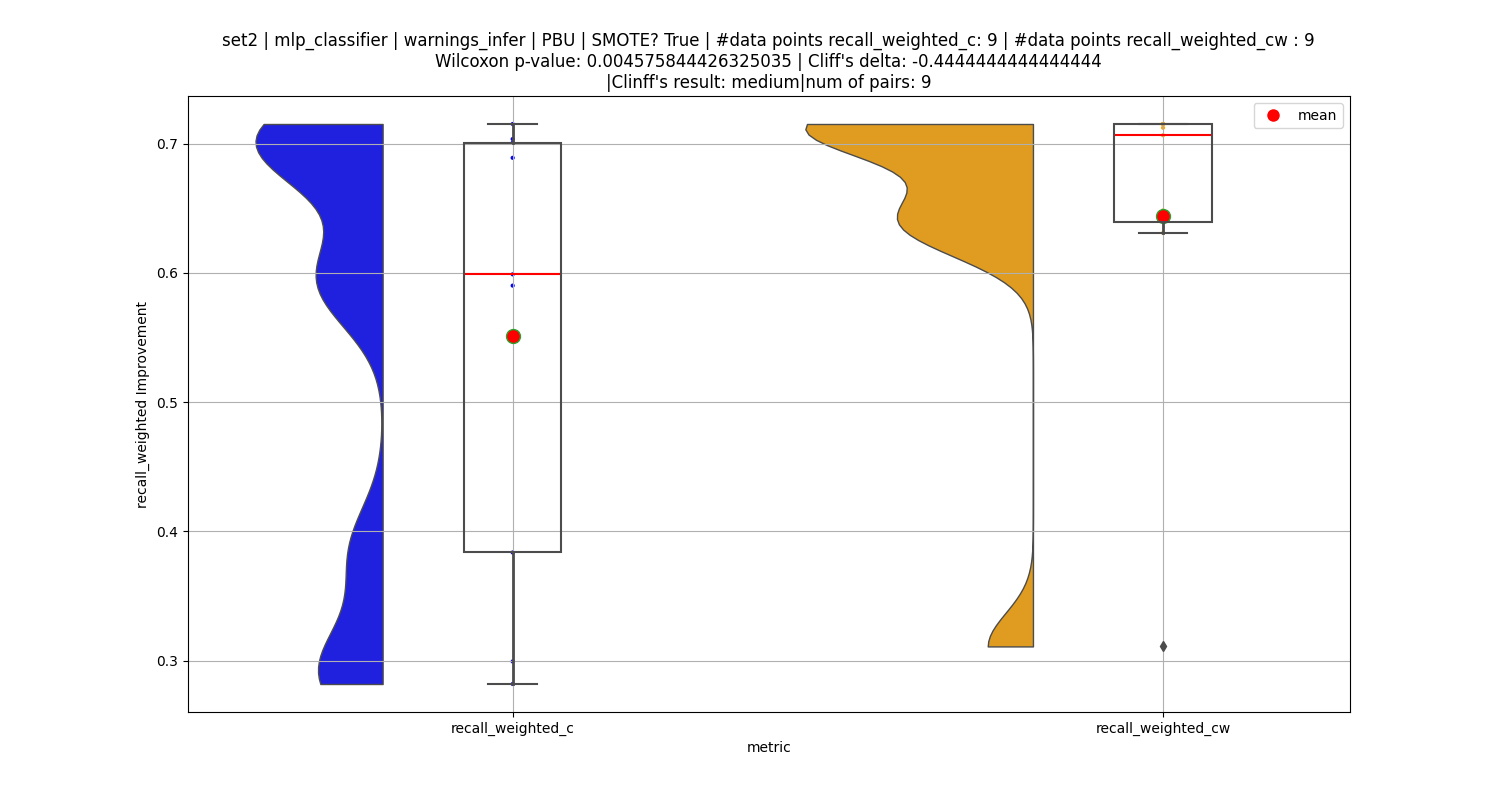 set2 | mlp_classifier | warnings_infer | PBU | SMOTE? True | #data points recall_weighted_c: 9 | #data points recall_weighted_cw : 9
Wilcoxon p-value: 0.004575844426325035 | Cliff's delta: -0.4444444444444444
|Clinff's result: medium|num of pairs: 9
mean
0.7
0.6
0.5
0.4
0.3
recall_weighted Improvement
recall_weighted_c
recall_weighted_cw
metric